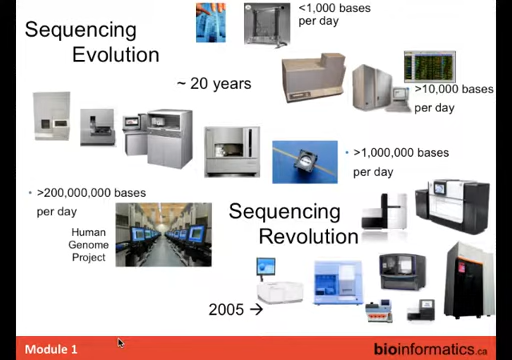 Sequencing
Evolution
<1,000 bases
per day
~ 20 years
>10,000 bases
per day
• >1,000,000 bases
per day
• >200,000,000 bases
per day
Human
Genome
Project
Sequencing
Revolution
2005 →
Module 1
bioinformatics.ca